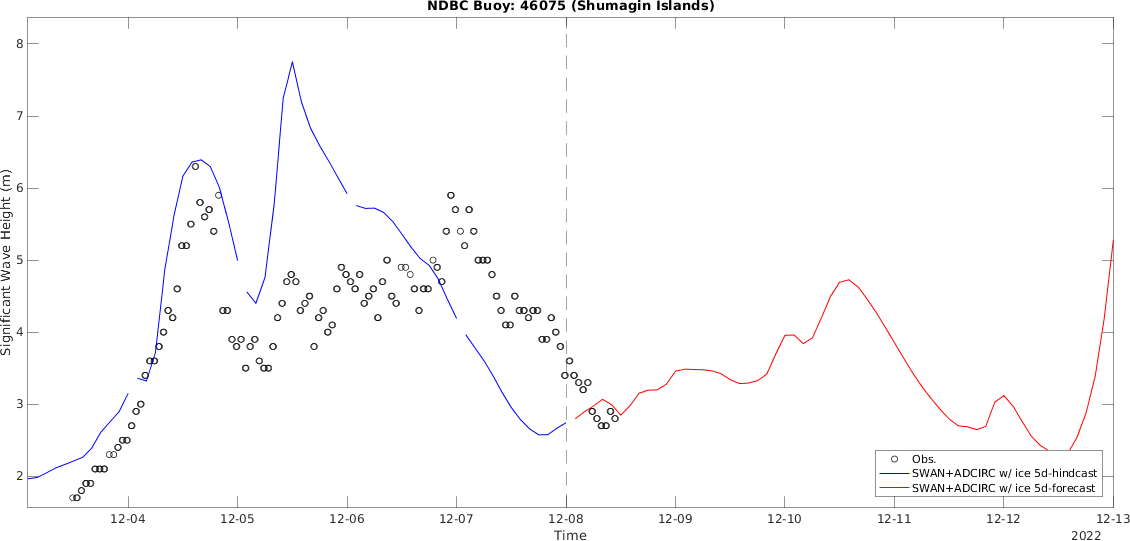 NDBC Buoy: 46075 (Shumagin Islands)
Significant Wave Height (m)
8
7
6
5
4
3
2
Obs.
SWAN+ADCIRC w/ ice 5d-hindcast
SWAN+ADCIRC w/ ice 5d-forecast
12-04 12-05 12-06 12-07 12-08 12-09 12-10 12-11 12-12 12-13
Time
2022